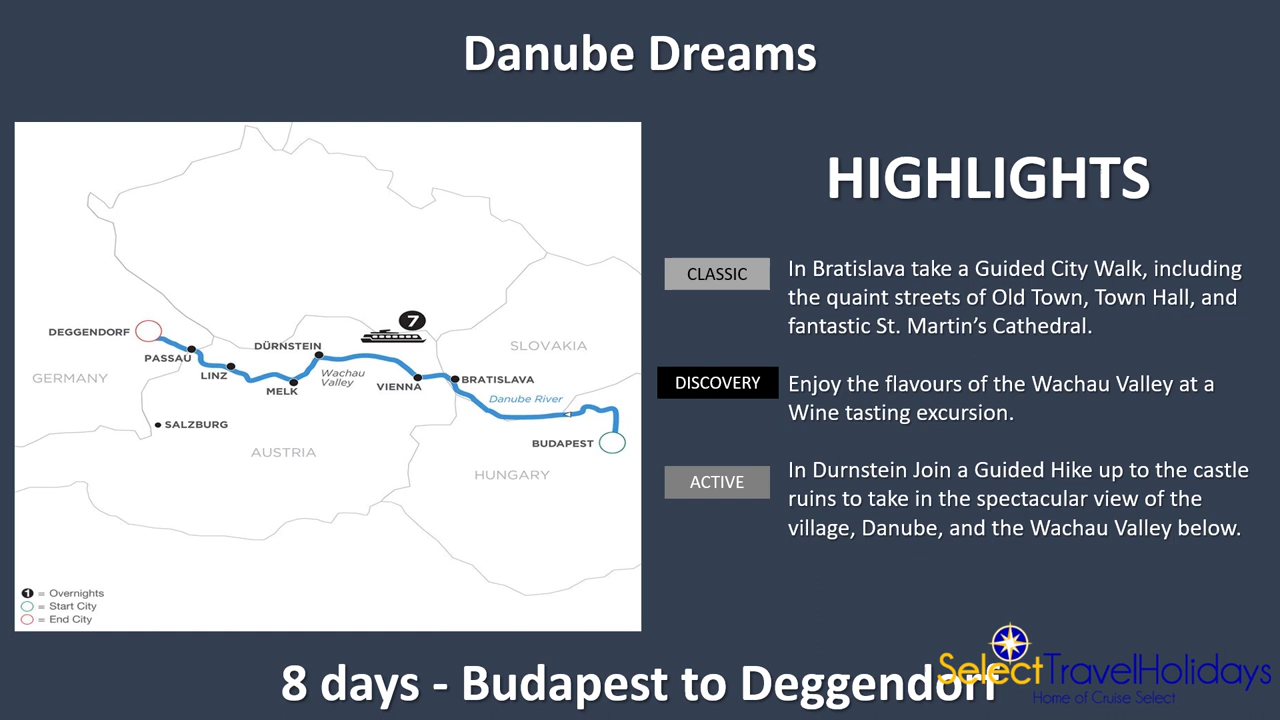 Danube Dreams
HIGHLIGHTS
CLASSIC
In Bratislava take a Guided City Walk, including
the quaint streets of Old Town, Town Hall, and
fantastic St. Martin's Cathedral.
DISCOVERY
Enjoy the flavours of the Wachau Valley at a
Wine tasting excursion.
ACTIVE
In Durnstein Join a Guided Hike up to the castle
ruins to take in the spectacular view of the
village, Danube, and the Wachau Valley below.
7
DEGGENDORF
PASSAU
LINZ
DÜRNSTEIN
MELK
Wachau
Valley
VIENNA
BRATISLAVA
SLOVAKIA
Danube River
GERMANY
SALZBURG
AUSTRIA
BUDAPEST
HUNGARY
1 = Overnights
= Start City
= End City
8 days - Budapest to Deggendorf
SelectTravelHolidays
Home of Cruise Select